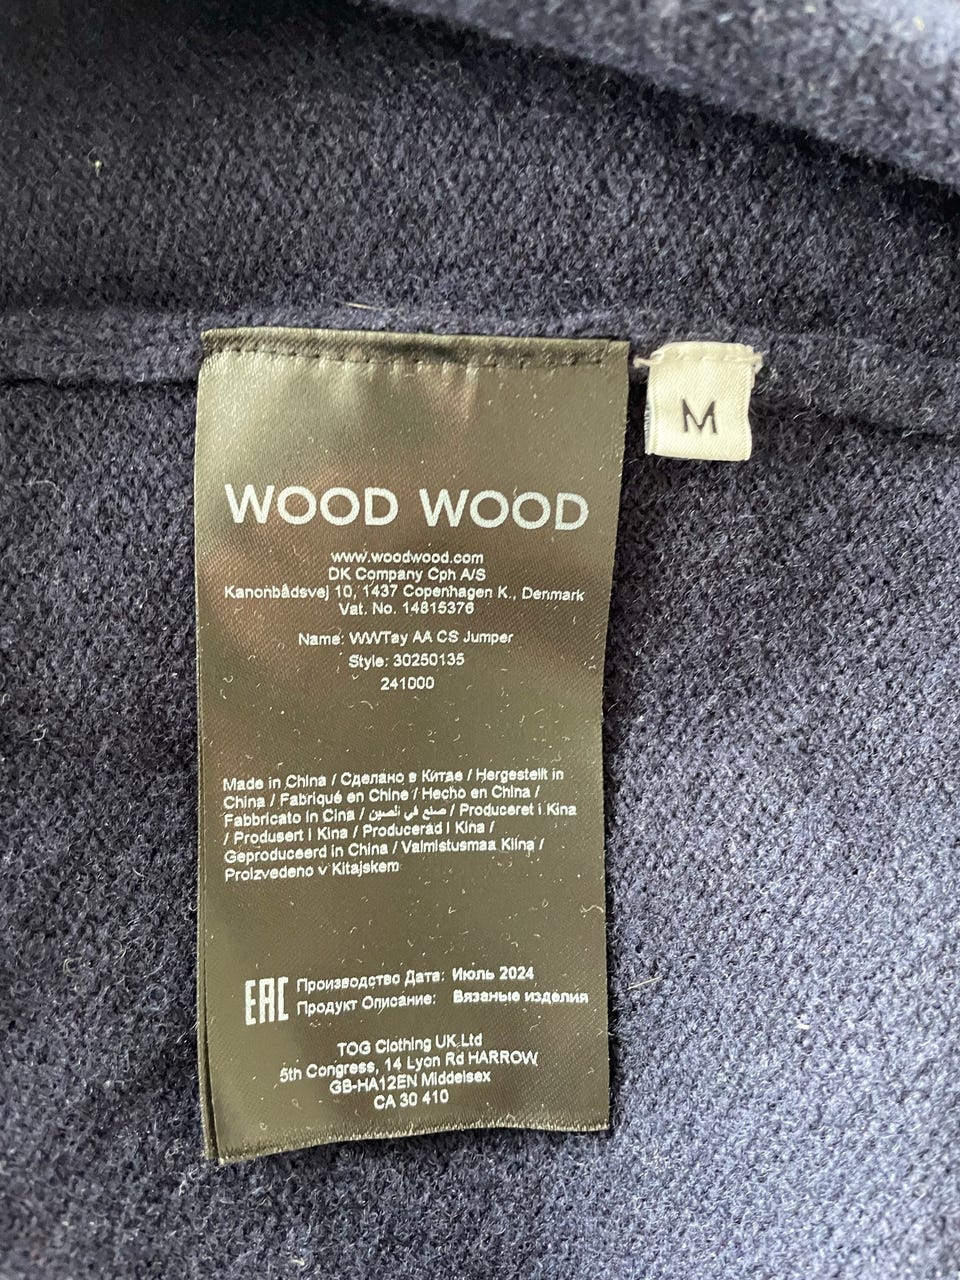 M
WOOD WOOD
www.woodwood.com
DK Company Cph A/S
Kanonbådsvej 10, 1437 Copenhagen K., Denmark
Vat. No. 14815376
Name: WWTay AA CS Jumper
Style: 30250135
241000
Made in China / Сделано в Китае / Hergestellt in
China / Fabriqué en Chine / Hecho en China /
Fabbricato in Cina / صنع في الصين / Produceret i Kina
/ Produsert i Kina / Producerad i Kina /
Geproduceerd in China / Valmistusmaa Kiina /
Proizvedeno v Kitajskem
EAC
Производство Дата: Июль 2024
Продукт Описание: Вязаные изделия
TOG Clothing UK Ltd
5th Congress, 14 Lyon Rd HARROW
GB-HA12EN Middelsex
CA 30 410